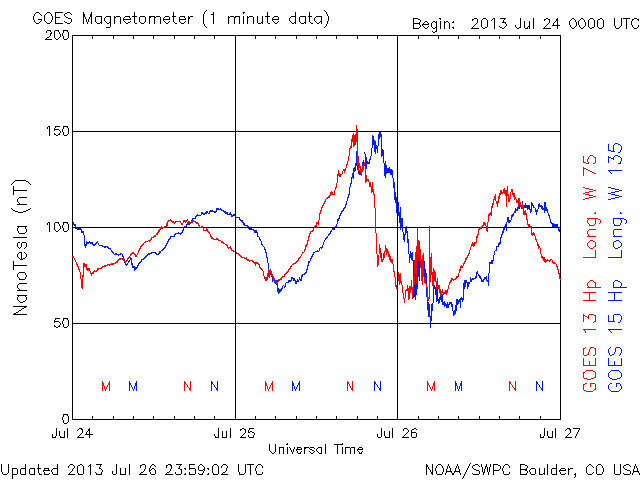 GOES Magnetometer (1 minute data)
Begin: 2013 Jul 24 0000 UTC
200
150
100
50
0
NanoTesla (nT)
M M N N M M N N M M N N
Jul 24 Jul 25 Jul 26 Jul 27
Universal Time
GOES 13 Hp Long. W 75
GOES 15 Hp Long. W 135
Updated 2013 Jul 26 23:59:02 UTC
NOAA/SWPC Boulder, CO USA